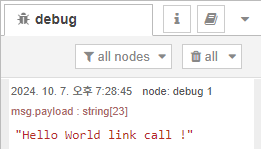 debug
i
all nodes
all
2024. 10. 7. 오후 7:28:45 node: debug 1
msg.payload : string[23]
"Hello World link call !"